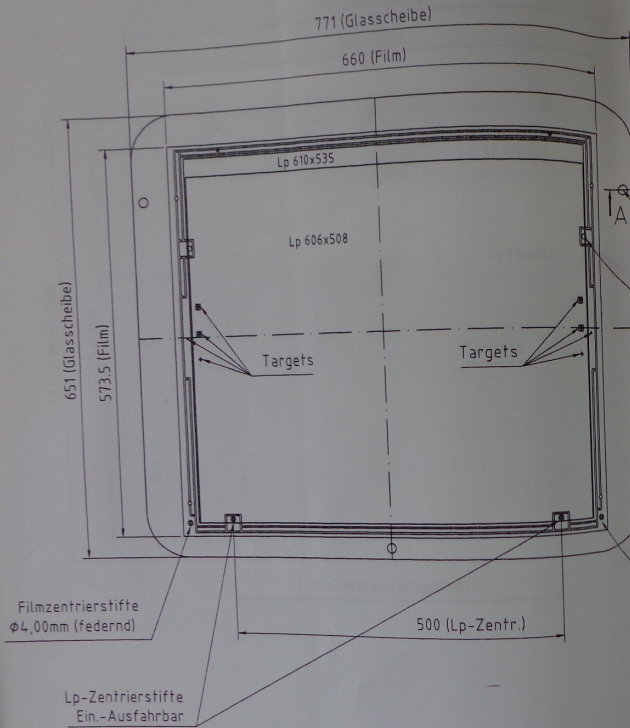 771 (Glasscheibe)
660 (Film)
Lp 610x535
A
Lp 606x508
651 (Glasscheibe)
573.5 (Film)
Targets
Targets
Filmzentrierstifte
φ4,00mm (federnd)
500 (Lp-Zentr.)
Lp-Zentrierstifte
Ein.-Ausfahrbar